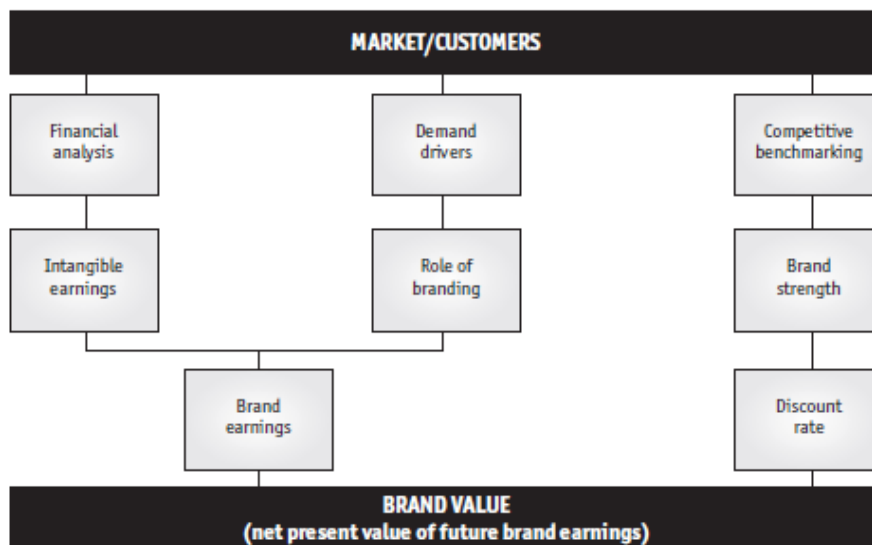 MARKET/CUSTOMERS
Financial
analysis
Demand
drivers
Competitive
benchmarking
Intangible
earnings
Role of
branding
Brand
strength
Brand
earnings
Discount
rate
BRAND VALUE
(net present value of future brand earnings)